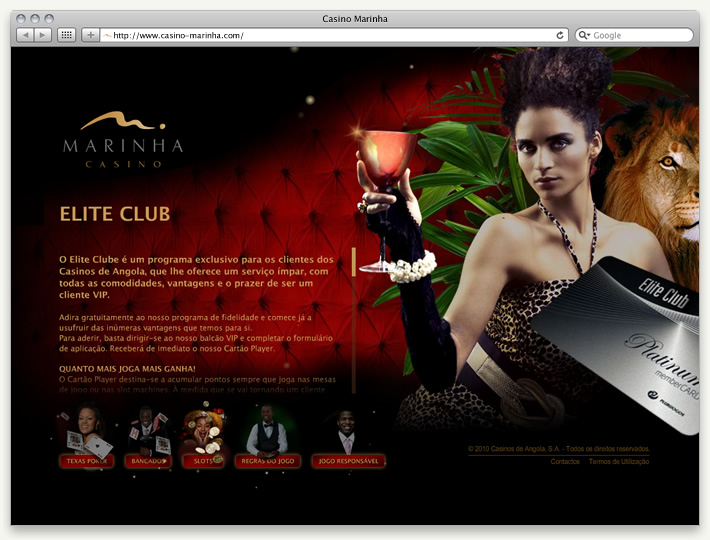 Casino Marinha
http://www.casino-marinha.com/
Google
MARINHA
CASINO
ELITE CLUB
O Elite Clube é um programa exclusivo para os clientes dos
Casinos de Angola, que lhe oferece um serviço ímpar, com
todas as comodidades, vantagens e o prazer de ser um
cliente VIP.
Adira gratuitamente ao nosso programa de fidelidade e comece já a
usufruir das inúmeras vantagens que temos para si.
Para aderir, basta dirigir-se ao nosso balcão VIP e completar o formulário
de aplicação. Receberá de imediato o nosso Cartão Player.
QUANTO MAIS JOGA MAIS GANHA!
O Cartão Player destina-se a acumular pontos sempre que joga nas mesas
de jogo ou nas slot machines. À medida que se vai tornando um cliente
Elite Club
Platinum
memberCARD
PLURIJOGOS
TEXAS POKER
BANCADOS
SLOTS
REGRAS DO JOGO
JOGO RESPONSÁVEL
© 2010 Casinos de Angola, S.A. - Todos os direitos reservados
Contactos Termos de Utilização